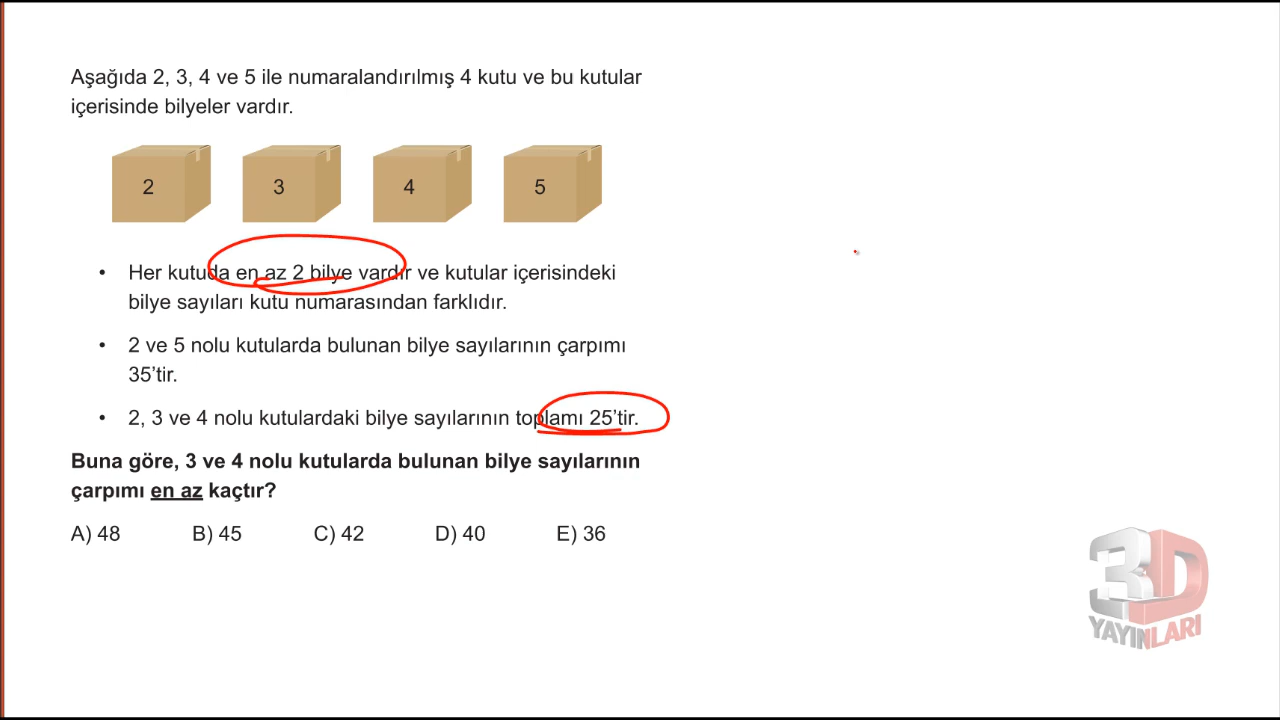 Aşağıda 2, 3, 4 ve 5 ile numaralandırılmış 4 kutu ve bu kutular
içerisinde bilyeler vardır.
2 3 4 5
• Her kutuda en az 2 bilye vardır ve kutular içerisindeki
bilye sayıları kutu numarasından farklıdır.
• 2 ve 5 nolu kutularda bulunan bilye sayılarının çarpımı
35’tir.
• 2, 3 ve 4 nolu kutulardaki bilye sayılarının toplamı 25’tir.
Buna göre, 3 ve 4 nolu kutularda bulunan bilye sayılarının
çarpımı en az kaçtır?
A) 48 B) 45 C) 42 D) 40 E) 36
3D
YAYINLARI